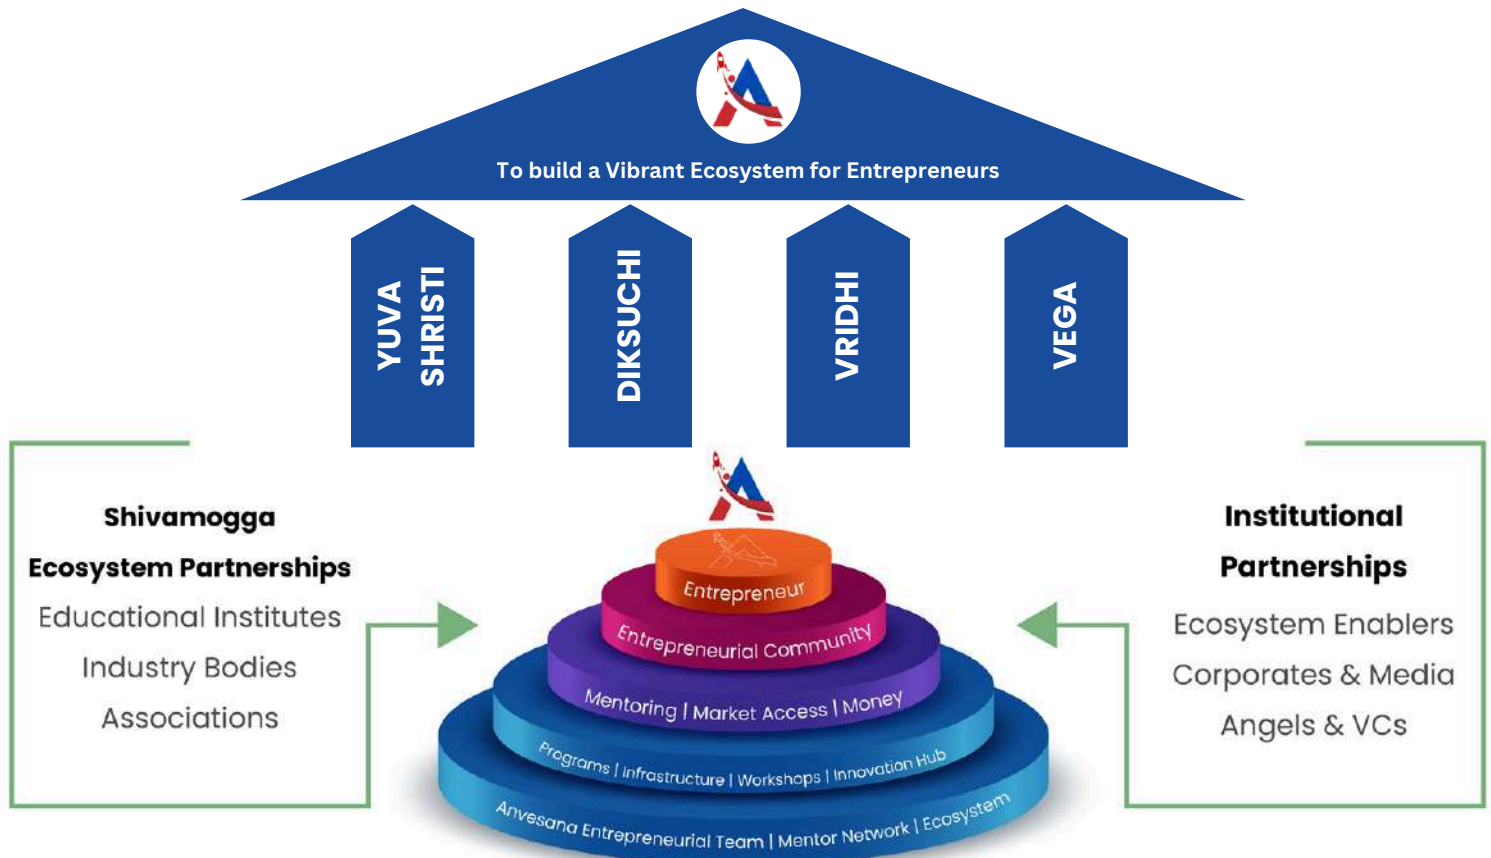 To build a Vibrant Ecosystem for Entrepreneurs
YUVA
SHRISTI
DIKSUCHI
VRIDHI
VEGA
Shivamogga
Ecosystem Partnerships
Educational Institutes
Industry Bodies
Associations
Entrepreneur
Entrepreneurial Community
Mentoring | Market Access | Money
Programs | Infrastructure | Workshops | Innovation Hub
Anvesana Entrepreneurial Team | Mentor Network | Ecosystem
Institutional
Partnerships
Ecosystem Enablers
Corporates & Media
Angels & VCs